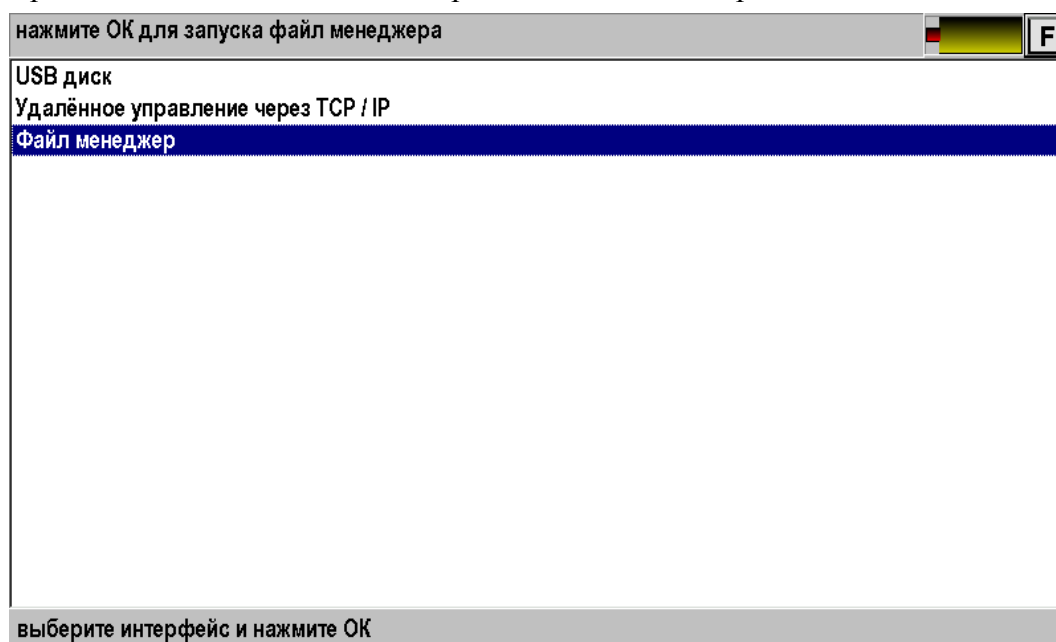 нажмите ОК для запуска файл менеджера
F
USB диск
Удалённое управление через TCP / IP
Файл менеджер
выберите интерфейс и нажмите ОК